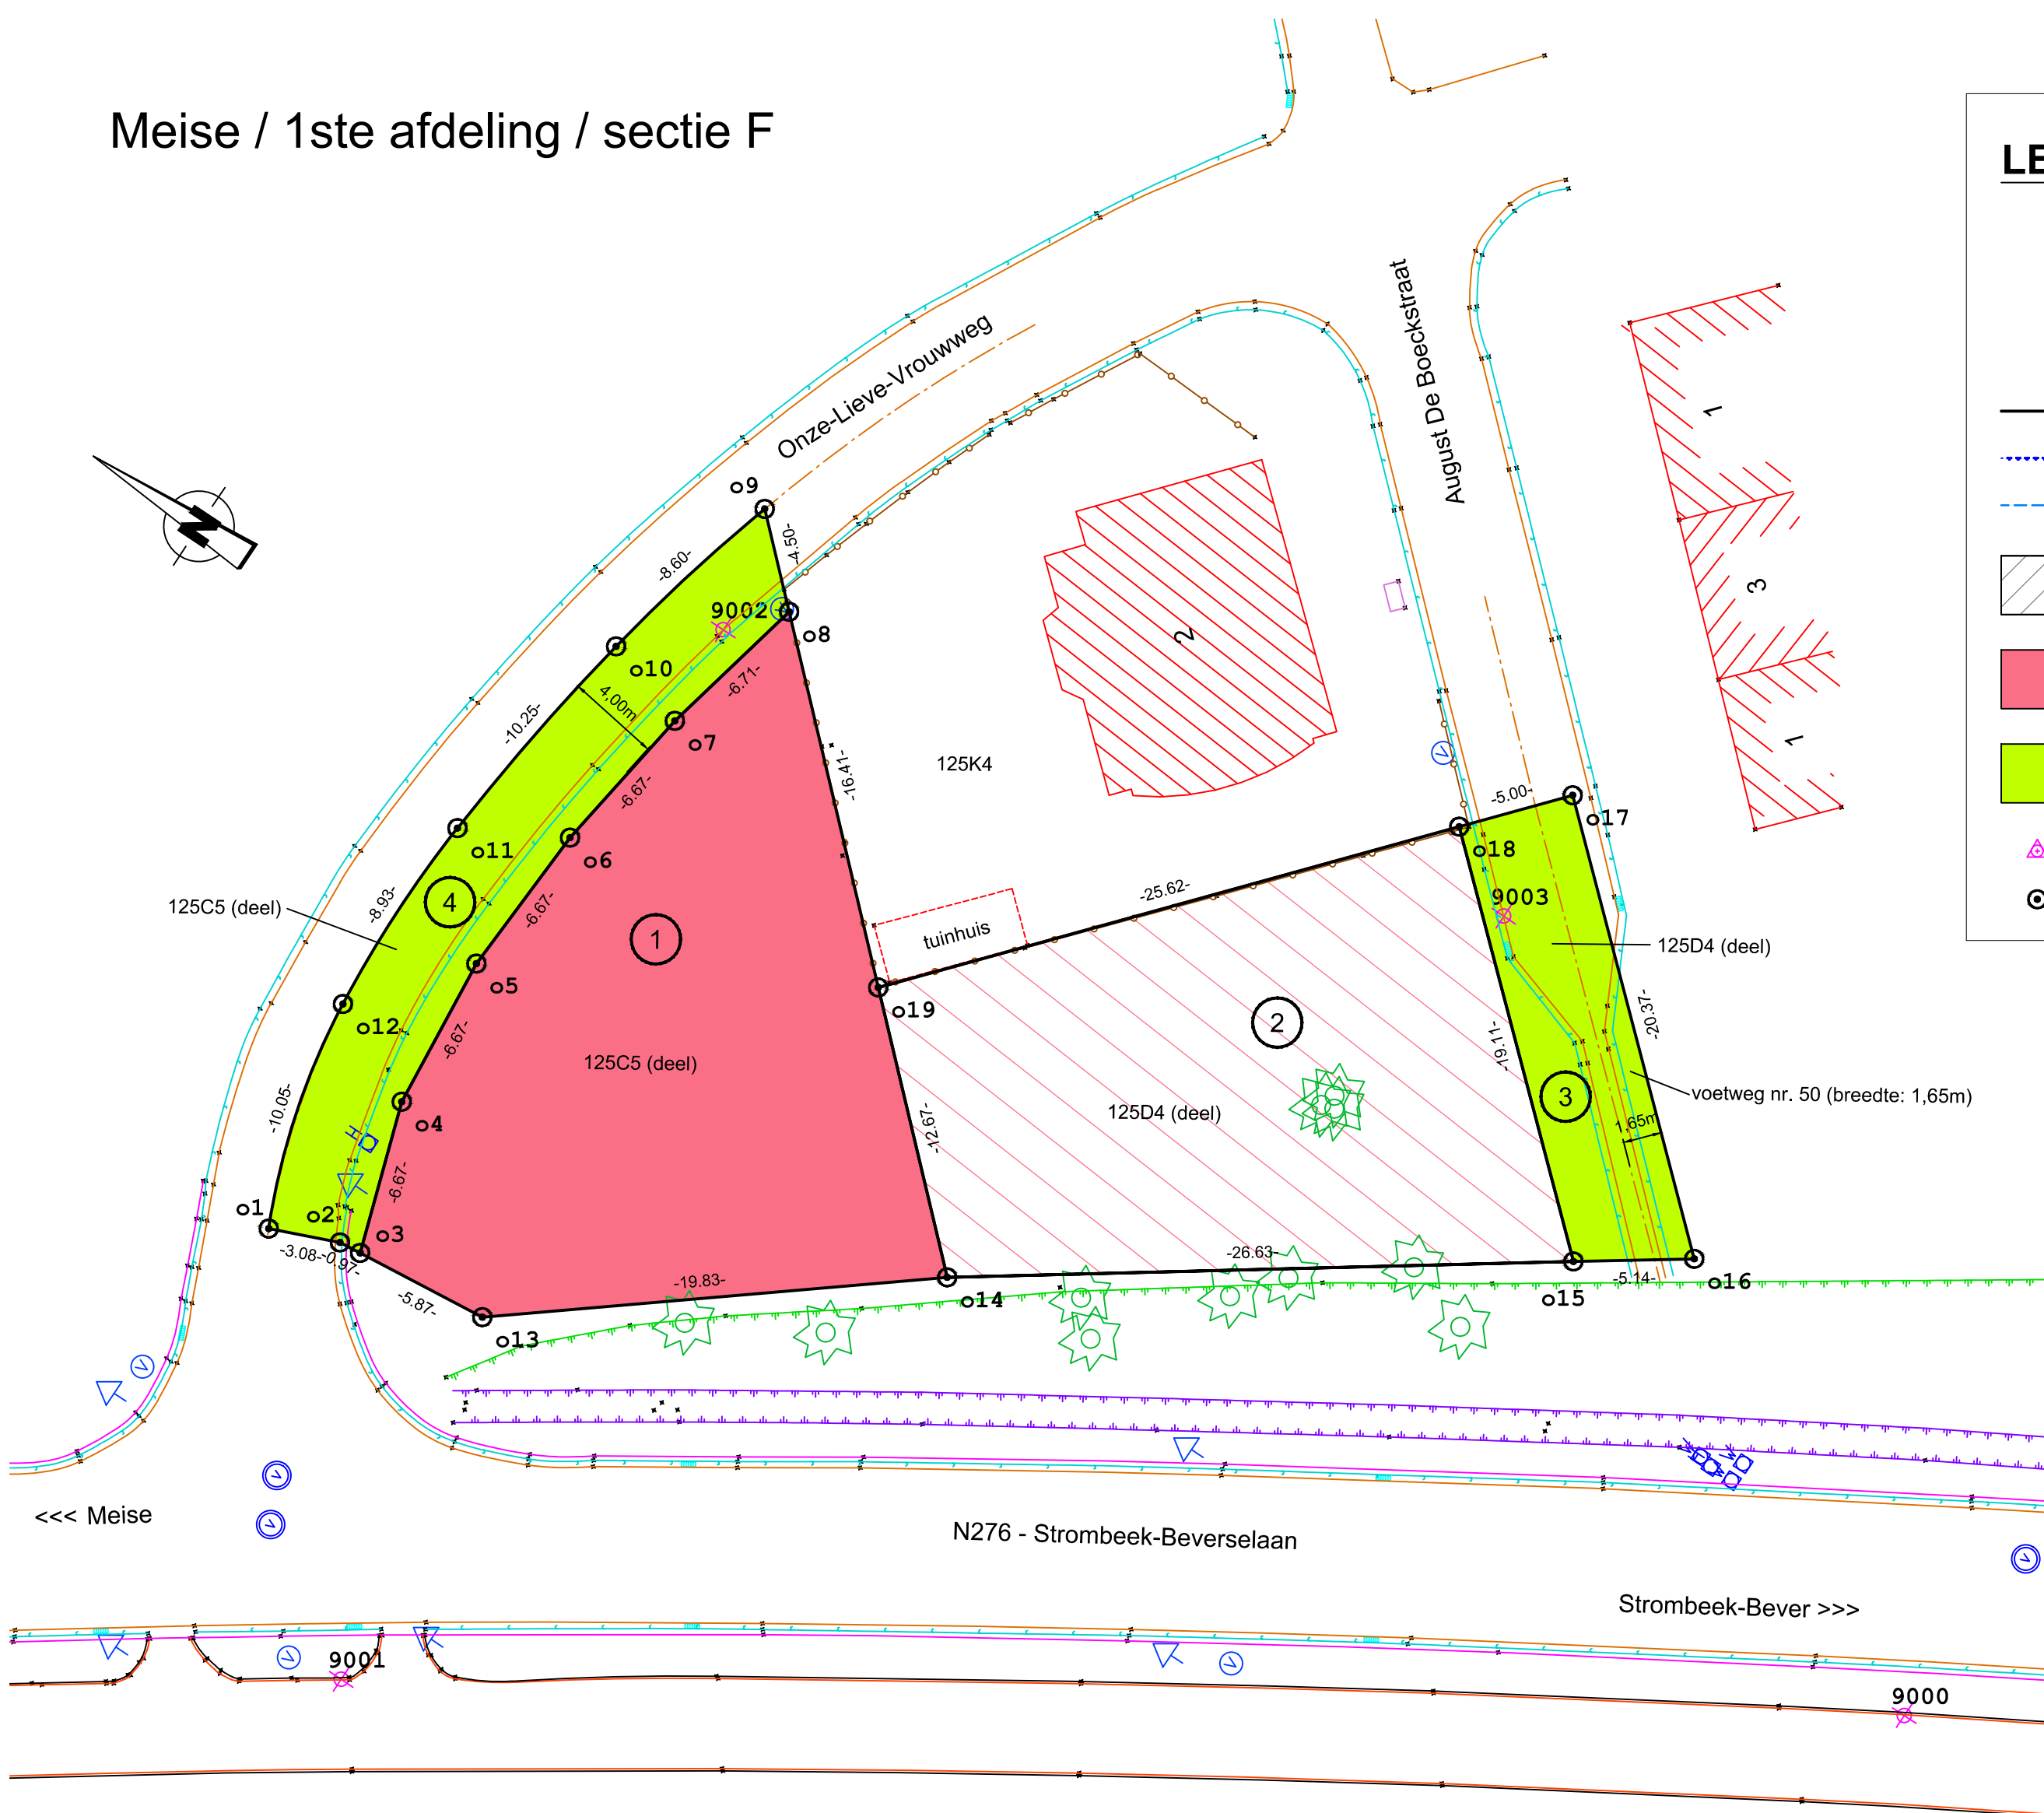 Meise / 1ste afdeling / sectie F
LE
N
Onze-Lieve-Vrouwweg
August De Boeckstraat
1
3
1
2
o9
-8.60-
-4.50-
9002
o8
o10
4,00m
-6.71-
-10.25-
o7
-6.67-
-16.41-
125K4
o11
o6
-5.00-
o17
o18
4
-8.93-
125C5 (deel)
-6.67-
1
tuinhuis
-25.62-
9003
125D4 (deel)
o5
o12
o19
2
-6.67-
125C5 (deel)
-19.11-
-20.37-
-10.05-
o4
-12.67-
125D4 (deel)
3
voetweg nr. 50 (breedte: 1,65m)
1,65m
H
-6.67-
o1
o2
o3
-3.08-
-0.97-
-5.87-
-19.83-
-26.63-
-5.14-
o13
o14
o15
o16
V
V
V
V
W
W
W
<<< Meise
N276 - Strombeek-Beverselaan
V
Strombeek-Bever >>>
9001
V
V
9000